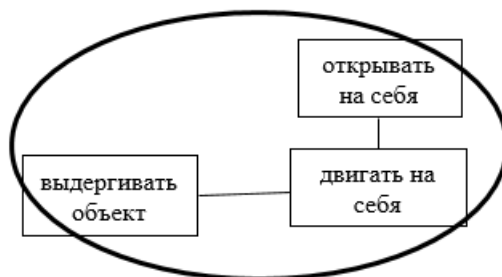 открывать
на себя
выдергивать
объект
двигать на
себя